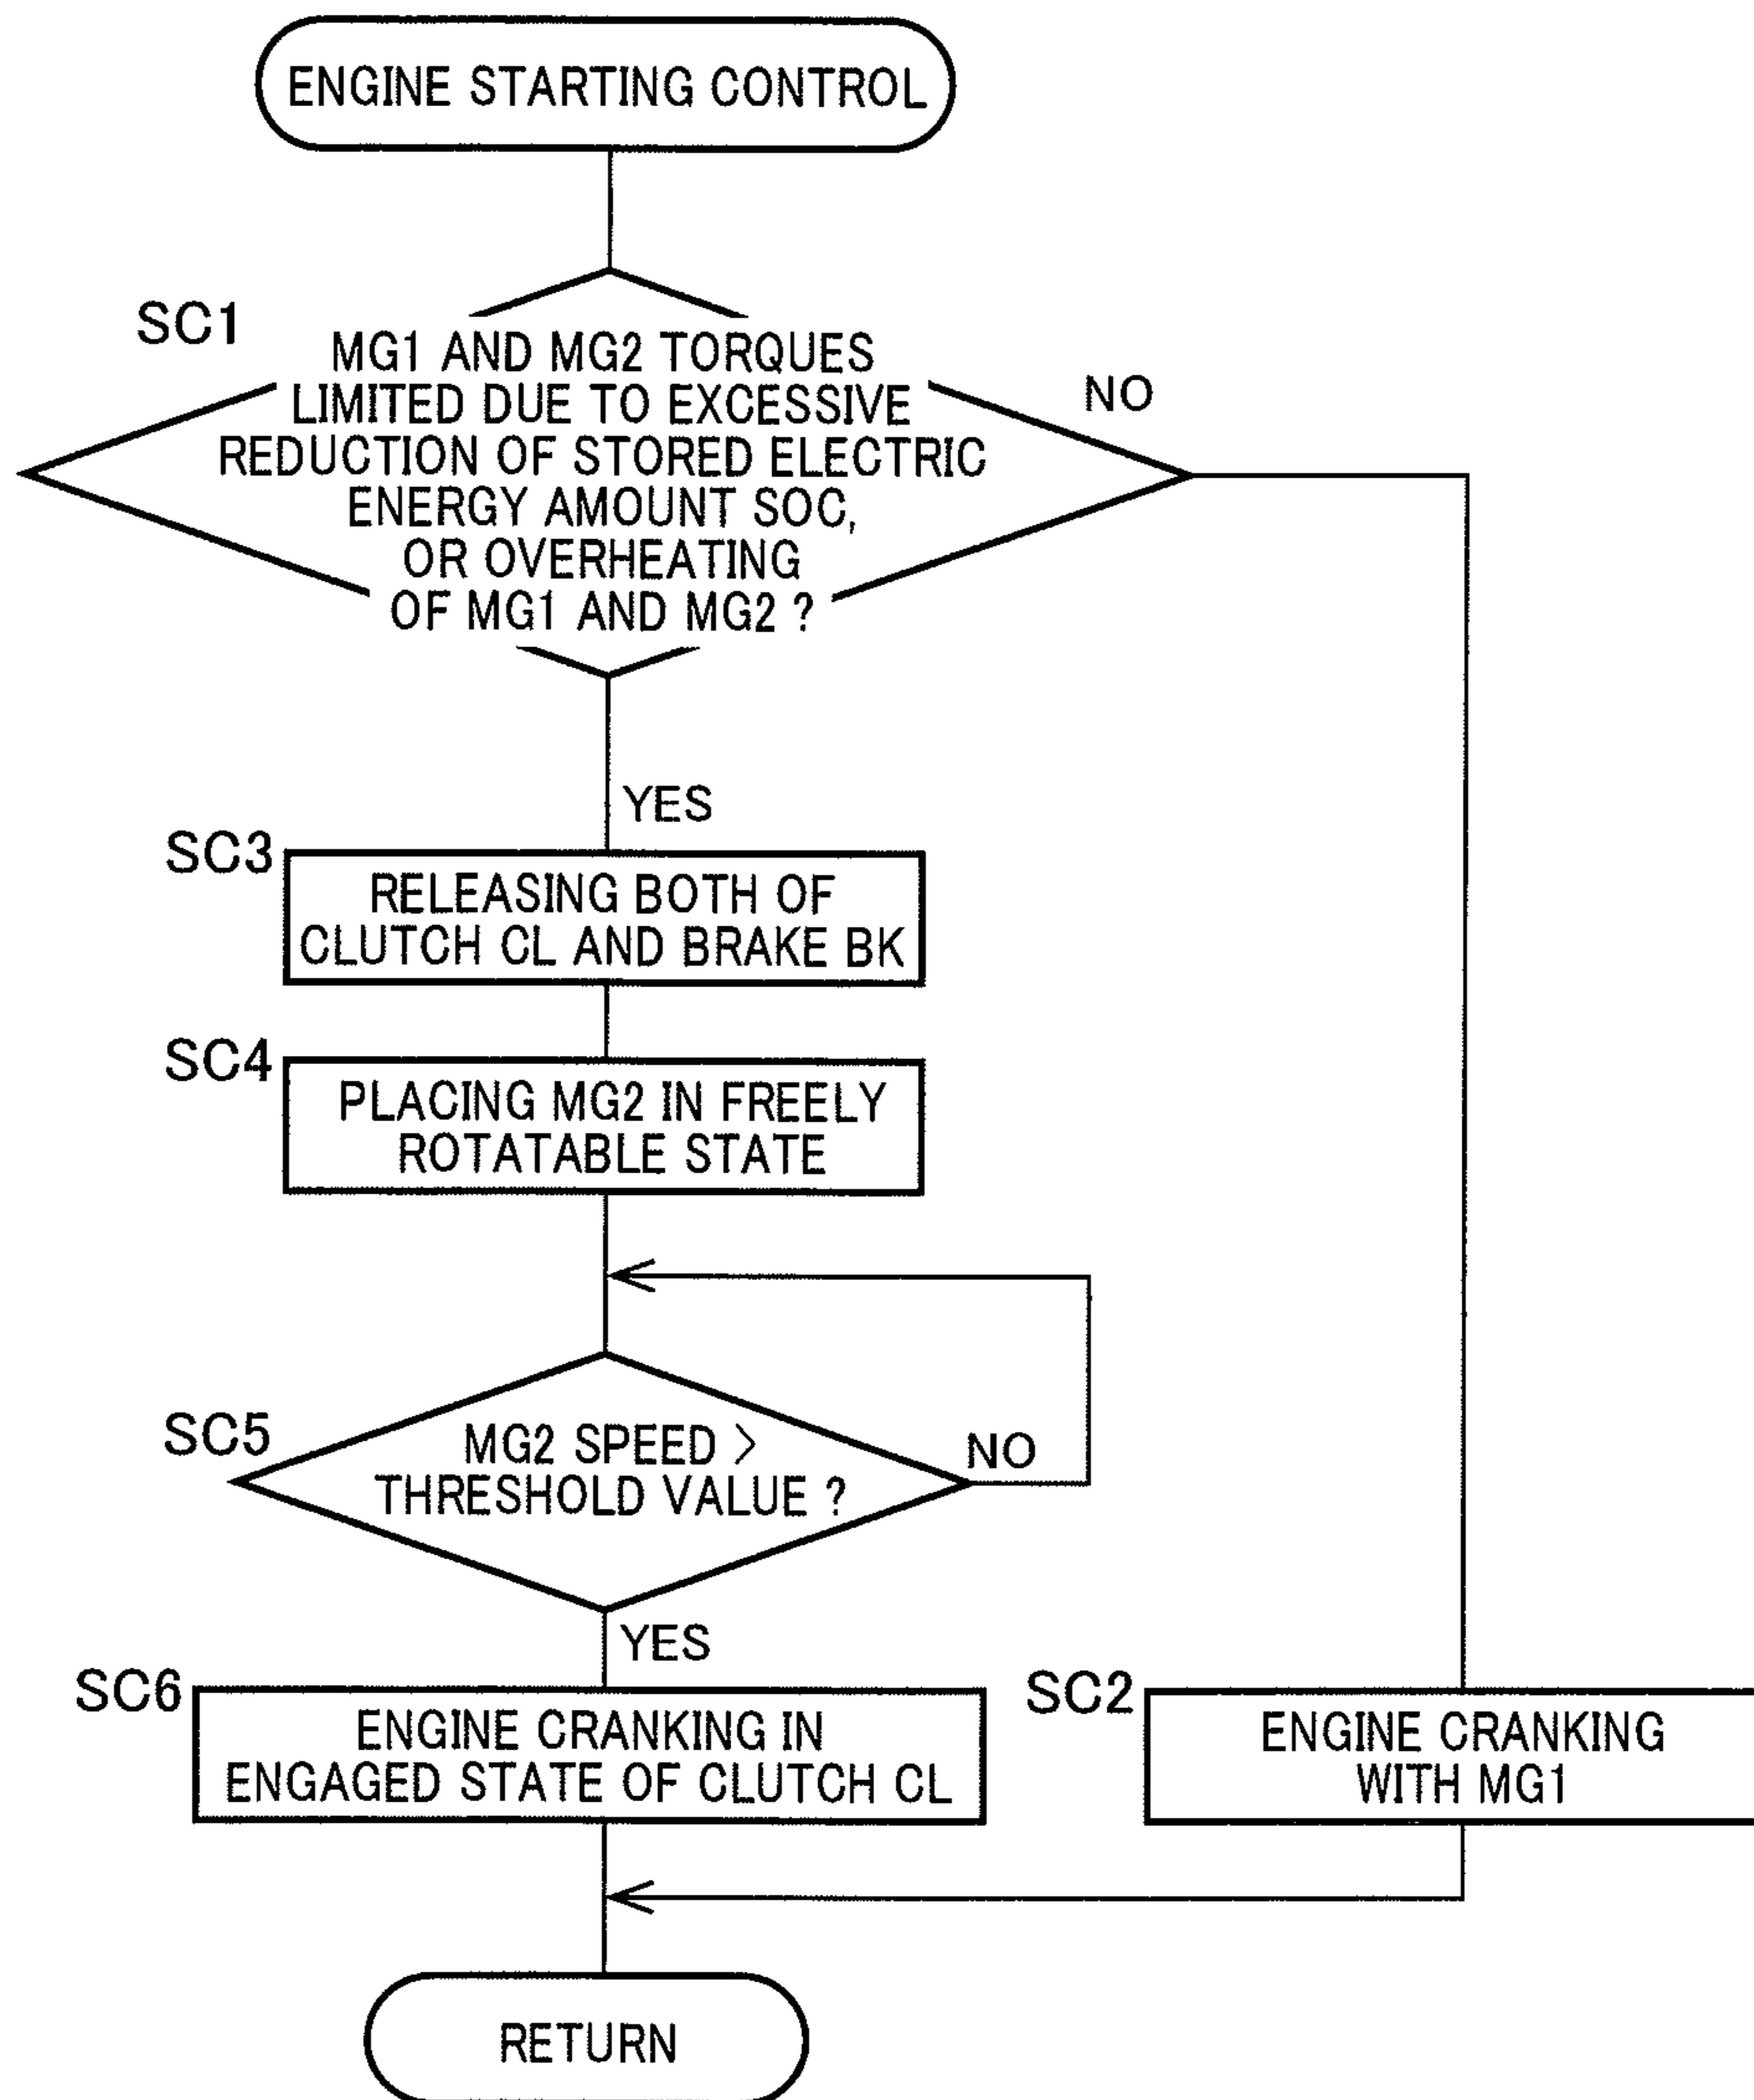 ENGINE STARTING CONTROL
SC1
MG1 AND MG2 TORQUES
LIMITED DUE TO EXCESSIVE
REDUCTION OF STORED ELECTRIC
ENERGY AMOUNT SOC,
OR OVERHEATING
OF MG1 AND MG2 ?
NO
YES
SC3
RELEASING BOTH OF
CLUTCH CL AND BRAKE BK
SC4
PLACING MG2 IN FREELY
ROTATABLE STATE
SC5
MG2 SPEED >
THRESHOLD VALUE ?
NO
YES
SC6
ENGINE CRANKING IN
ENGAGED STATE OF CLUTCH CL
SC2
ENGINE CRANKING
WITH MG1
RETURN